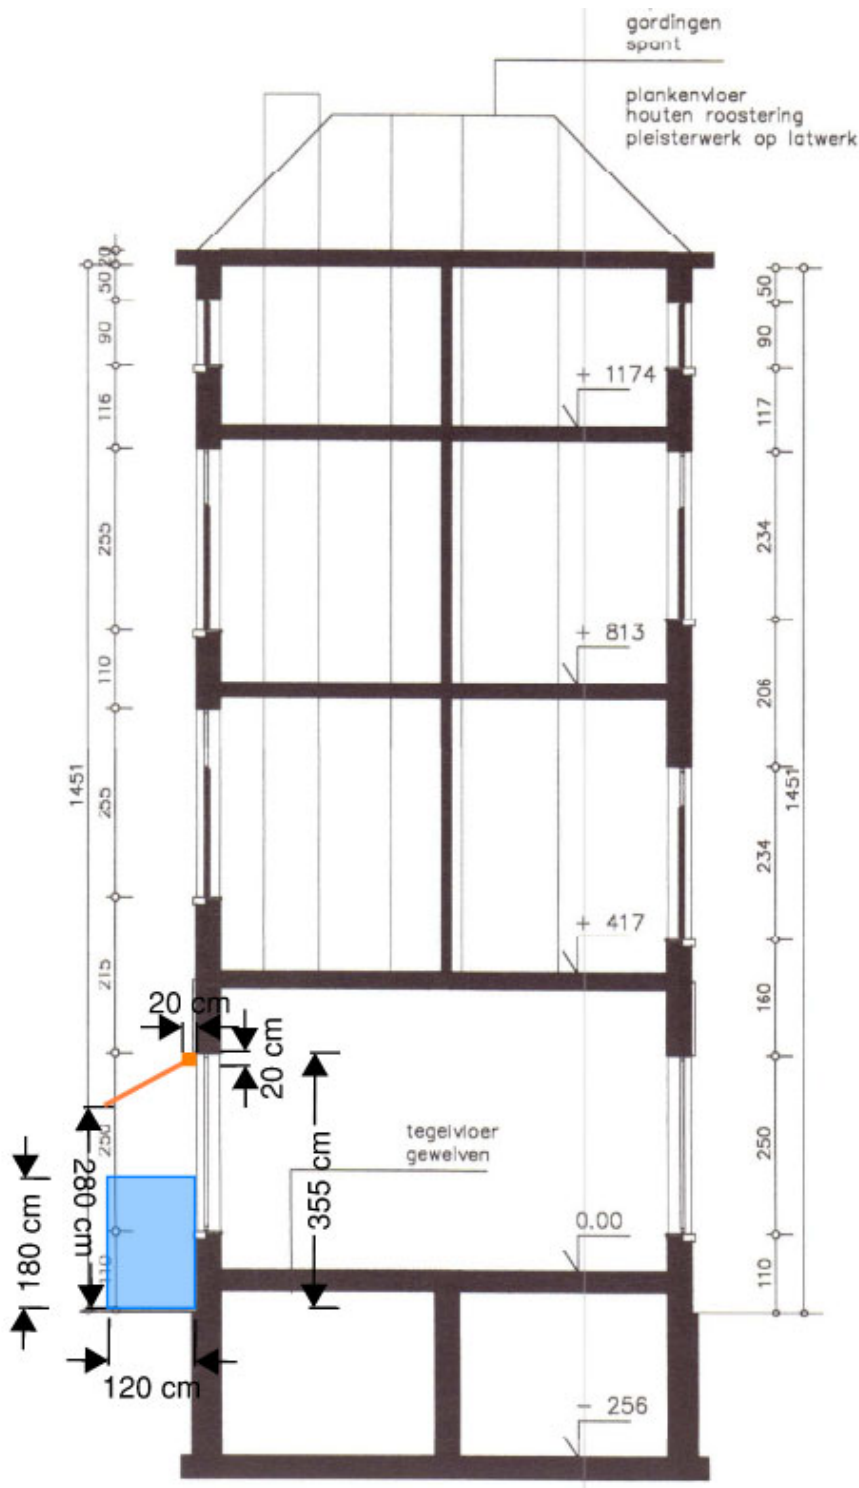 gordingen
spant
plankenvloer
houten roostering
pleisterwerk op latwerk
20
50
90
116
255
110
255
215
1451
250
110
50
90
117
234
206
234
160
250
110
1451
+ 1174
+ 813
+ 417
20 cm
20 cm
355 cm
280 cm
180 cm
120 cm
tegelvloer
gewelven
0.00
- 256